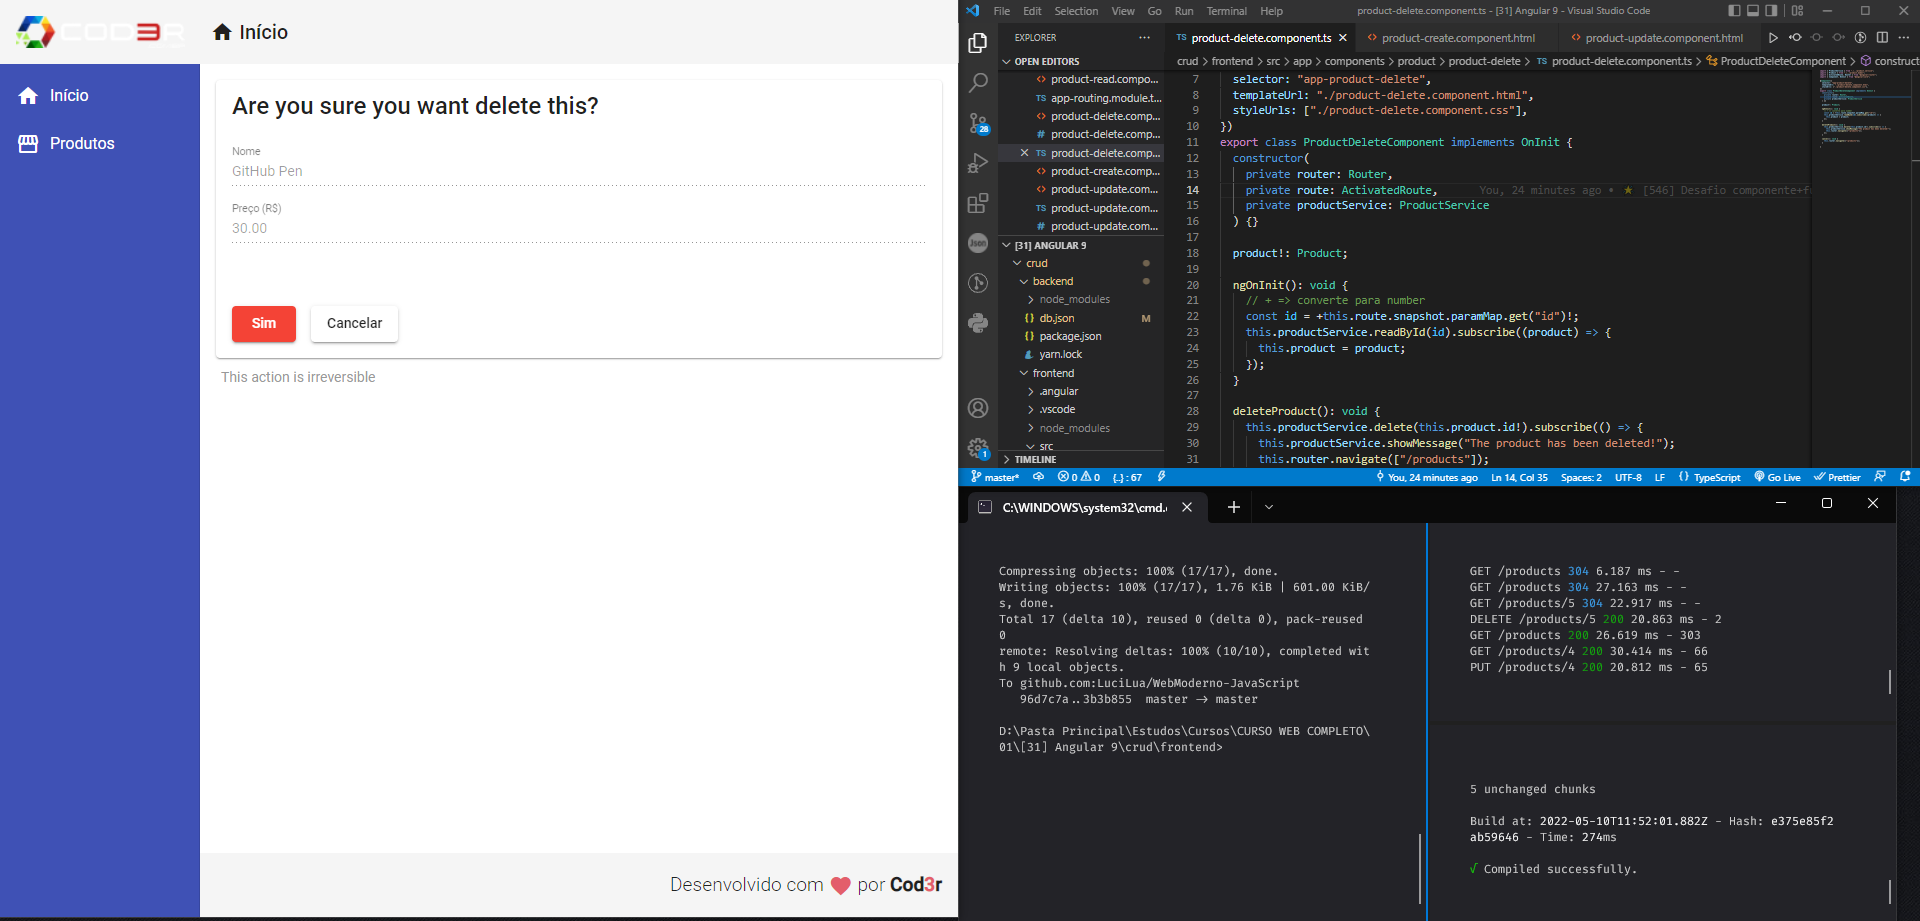 COD3R
Início
Início
Produtos
Are you sure you want delete this?
Nome
GitHub Pen
Preço (R$)
30.00
Sim
Cancelar
This action is irreversible
Desenvolvido com por Cod3r
File Edit Selection View Go Run Terminal Help
product-delete.component.ts - [31] Angular 9 - Visual Studio Code
EXPLORER
OPEN EDITORS
product-read.compo...
TS app-routing.module.t...
<> product-delete.comp...
# product-delete.comp...
TS product-delete.comp...
<> product-create.comp...
<> product-update.com...
TS product-update.com...
# product-update.com...
[31] ANGULAR 9
crud
backend
node_modules
{} db.json M
{} package.json
yarn.lock
frontend
.angular
.vscode
node_modules
src
TIMELINE
28
Json
1
TS product-delete.component.ts
<> product-create.component.html
<> product-update.component.html
crud > frontend > src > app > components > product > product-delete > TS product-delete.component.ts > ProductDeleteComponent > construct
7 selector: "app-product-delete",
8 templateUrl: "./product-delete.component.html",
9 styleUrls: ["./product-delete.component.css"],
10 })
11 export class ProductDeleteComponent implements OnInit {
12 constructor(
13 private router: Router,
14 private route: ActivatedRoute, You, 24 minutes ago • ★ [546] Desafio componente+f
15 private productService: ProductService
16 ) {}
17
18 product!: Product;
19
20 ngOnInit(): void {
21 // + => converte para number
22 const id = +this.route.snapshot.paramMap.get("id")!;
23 this.productService.readById(id).subscribe((product) => {
24 this.product = product;
25 });
26 }
27
28 deleteProduct(): void {
29 this.productService.delete(this.product.id!).subscribe(() => {
30 this.productService.showMessage("The product has been deleted!");
31 this.router.navigate(["/products"]);
master* 0 0 {..} : 67
You, 24 minutes ago Ln 14, Col 35 Spaces: 2 UTF-8 LF {} TypeScript Go Live Prettier
C:\WINDOWS\system32\cmd.
Compressing objects: 100% (17/17), done.
Writing objects: 100% (17/17), 1.76 KiB | 601.00 KiB/
s, done.
Total 17 (delta 10), reused 0 (delta 0), pack-reused
0
remote: Resolving deltas: 100% (10/10), completed wit
h 9 local objects.
To github.com:LuciLua/WebModerno-JavaScript
96d7c7a..3b3b855 master -> master
D:\Pasta Principal\Estudos\Cursos\CURSO WEB COMPLETO\
01\[31] Angular 9\crud\frontend>
GET /products 304 6.187 ms - -
GET /products 304 27.163 ms - -
GET /products/5 304 22.917 ms - -
DELETE /products/5 200 20.863 ms - 2
GET /products 200 26.619 ms - 303
GET /products/4 200 30.414 ms - 66
PUT /products/4 200 20.812 ms - 65
5 unchanged chunks
Build at: 2022-05-10T11:52:01.882Z - Hash: e375e85f2
ab59646 - Time: 274ms
√ Compiled successfully.